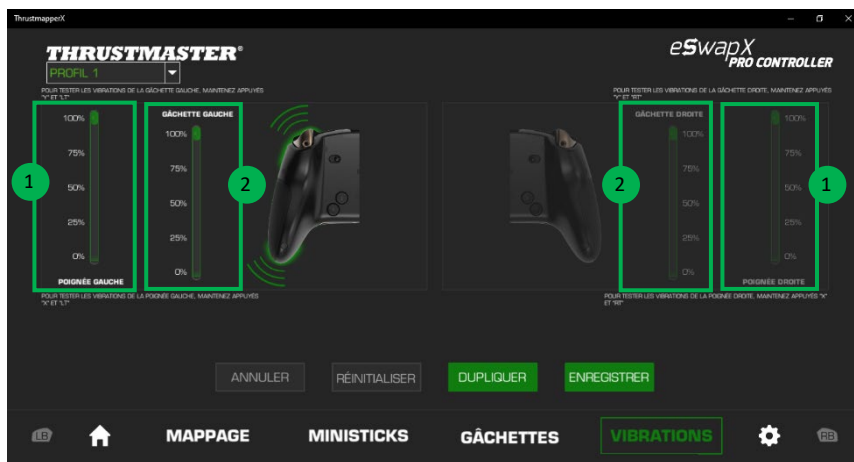 ThrustmapperX
THRUSTMASTER®
eSwapX
PRO CONTROLLER
PROFIL 1
POUR TESTER LES VIBRATIONS DE LA GÂCHETTE GAUCHE, MAINTENEZ APPUYÉS
"Y" ET "LT"
POUR TESTER LES VIBRATIONS DE LA GÂCHETTE DROITE, MAINTENEZ APPUYÉS
"Y" ET "RT"
100%
75%
50%
25%
0%
POIGNÉE GAUCHE
1
GÂCHETTE GAUCHE
100%
75%
50%
25%
0%
2
GÂCHETTE DROITE
100%
75%
50%
25%
0%
2
100%
75%
50%
25%
0%
POIGNÉE DROITE
1
POUR TESTER LES VIBRATIONS DE LA POIGNÉE GAUCHE, MAINTENEZ APPUYÉS
"X" ET "LT"
POUR TESTER LES VIBRATIONS DE LA POIGNÉE DROITE, MAINTENEZ APPUYÉS "X"
ET "RT"
ANNULER
RÉINITIALISER
DUPLIQUER
ENREGISTRER
LB
MAPPAGE
MINISTICKS
GÂCHETTES
VIBRATIONS
RB